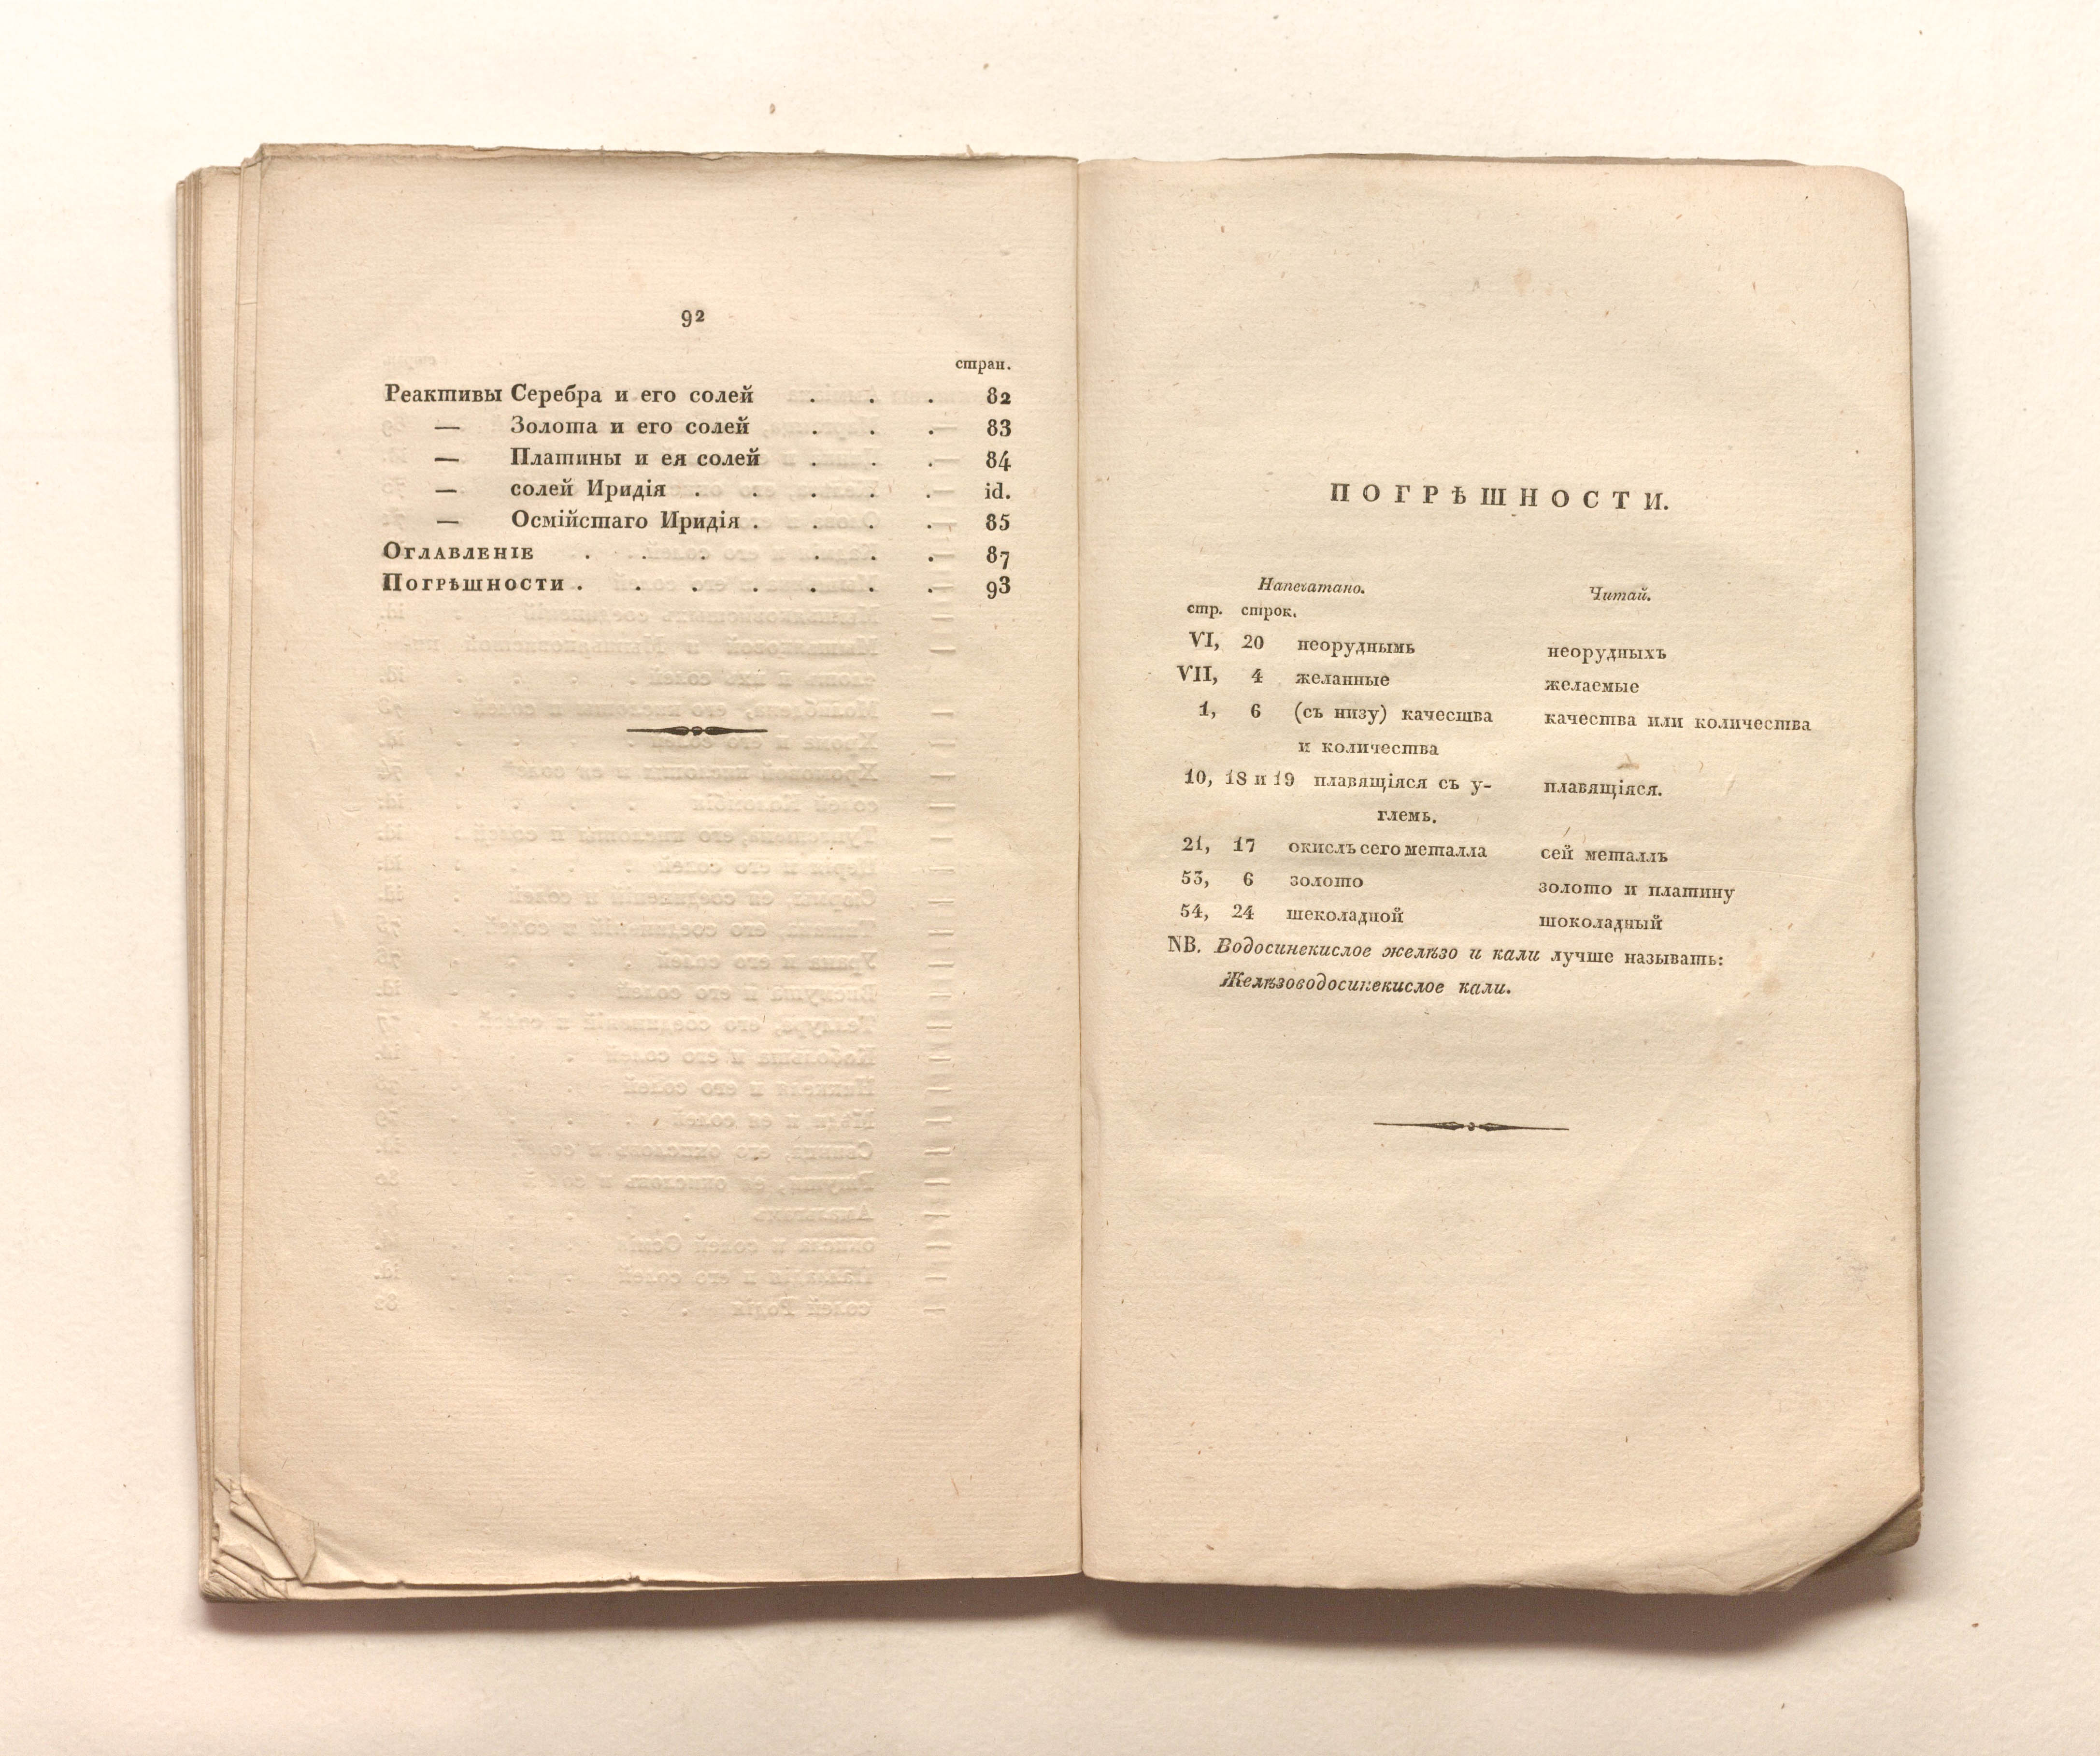 92
стран.
Реактивы Серебра и его солей . . . 82
— Золота и его солей . . . 83
— Платины и ея солей . . . 84
— солей Иридія . . . . . id.
— Осмійстаго Иридія . . . . 85
Оглавленіе . . . . . . . 87
Погрѣшности . . . . . . . 93
ПОГРѢШНОСТИ.
Напечатано. Читай.
стр. строк.
VI, 20 неоруднымъ неорудныхъ
VII, 4 желанные желаемые
1, 6 (съ низу) качества качества или количества
и количества
10, 18 и 19 плавящіяся съ у- плавящіяся.
глемъ.
21, 17 окислъ сего металла сей металлъ
53, 6 золото золото и платину
54, 24 шеколадной шоколадный
NB. Водосинекислое желѣзо и кали лучше называть:
Желѣзоводосинекислое кали.